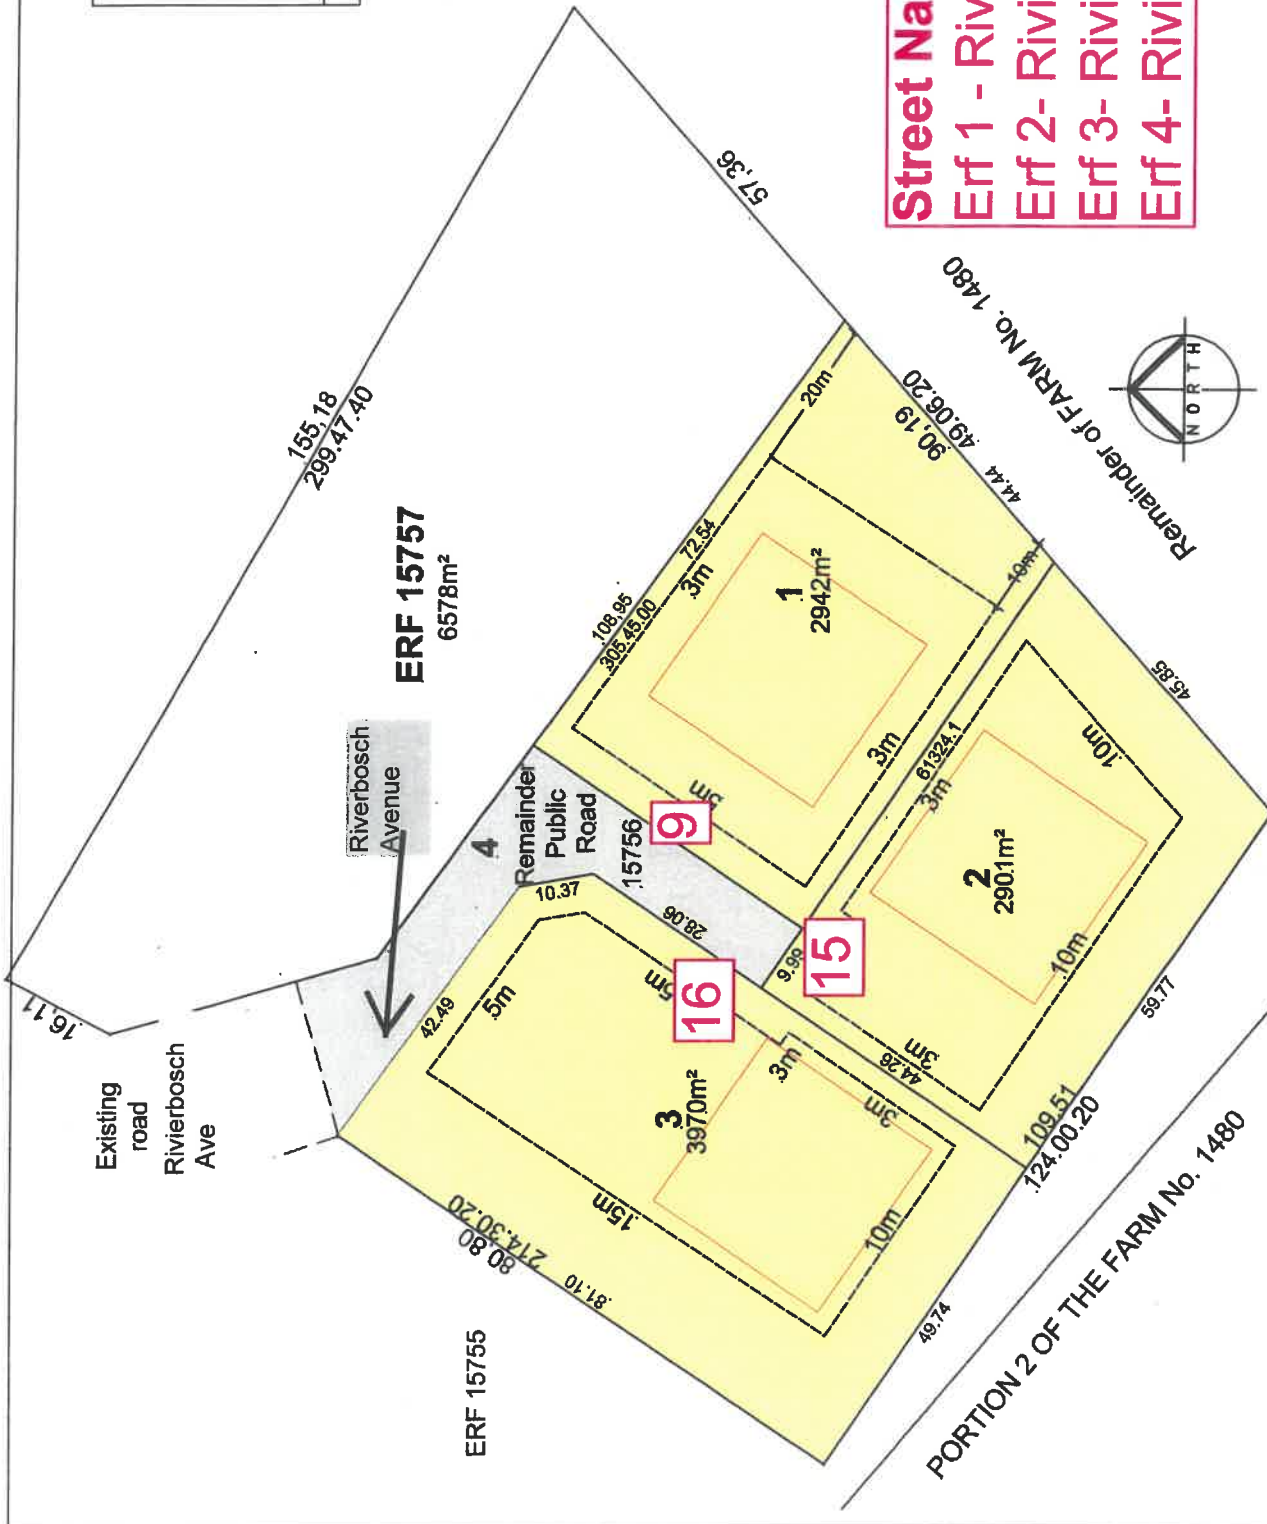 155,18
299.47.40
16.11
57,36
ERF 15757
6578m²
Existing
road
Rivierbosch
Ave
Riverbosch
Avenue
4
Remainder
Public
Road
15756
9
10.37
28.06
9.99
42.49
5m
5m
16
15
3
3970m²
3m
3m
15m
10m
80,80
214.30.20
81.10
49.74
ERF 15755
108,95
305.45.00
72.54
3m
20m
1
2942m²
5m
3m
10m
90,19
49.06.20
44.44
61324.1
3m
2
2901m²
10m
10m
3m
44.26
45.85
59.77
109.51
124.00.20
PORTION 2 OF THE FARM No. 1480
Remainder of FARM No. 1480
NORTH
Street Na
Erf 1 - Riv
Erf 2- Rivi
Erf 3- Rivi
Erf 4- Rivi